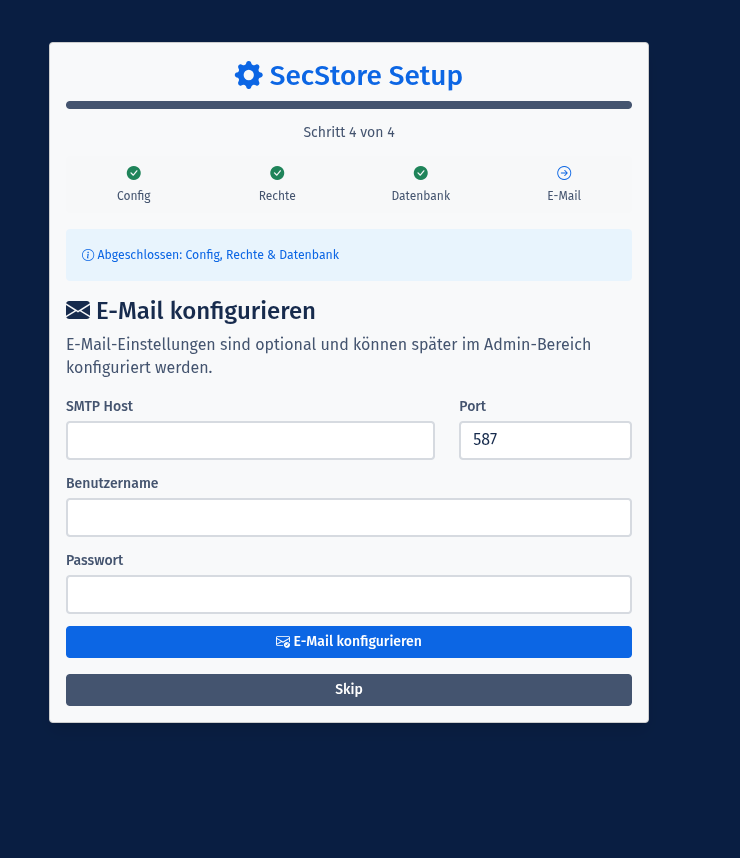 SecStore Setup
Schritt 4 von 4
Config
Rechte
Datenbank
E-Mail
Abgeschlossen: Config, Rechte & Datenbank
E-Mail konfigurieren
E-Mail-Einstellungen sind optional und können später im Admin-Bereich
konfiguriert werden.
SMTP Host
Port
587
Benutzername
Passwort
E-Mail konfigurieren
Skip